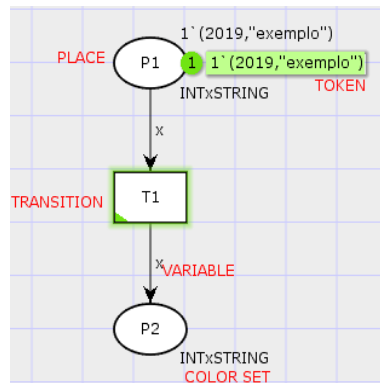 1`(2019,"exemplo")
PLACE P1 1 1`(2019,"exemplo")
TOKEN
INTxSTRING
x
TRANSITION T1
x VARIABLE
P2
INTxSTRING
COLOR SET